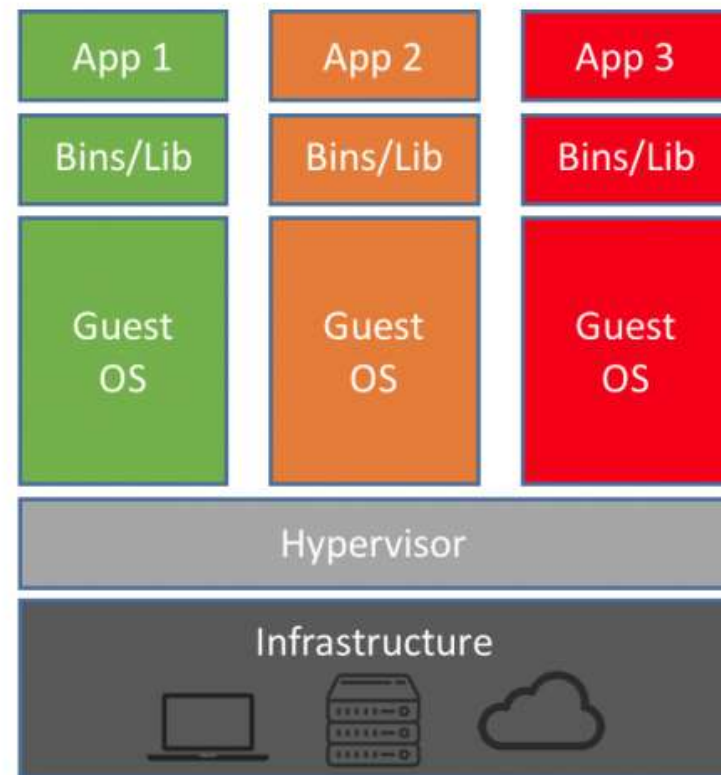 App 1
App 2
App 3
Bins/Lib
Bins/Lib
Bins/Lib
Guest
OS
Guest
OS
Guest
OS
Hypervisor
Infrastructure